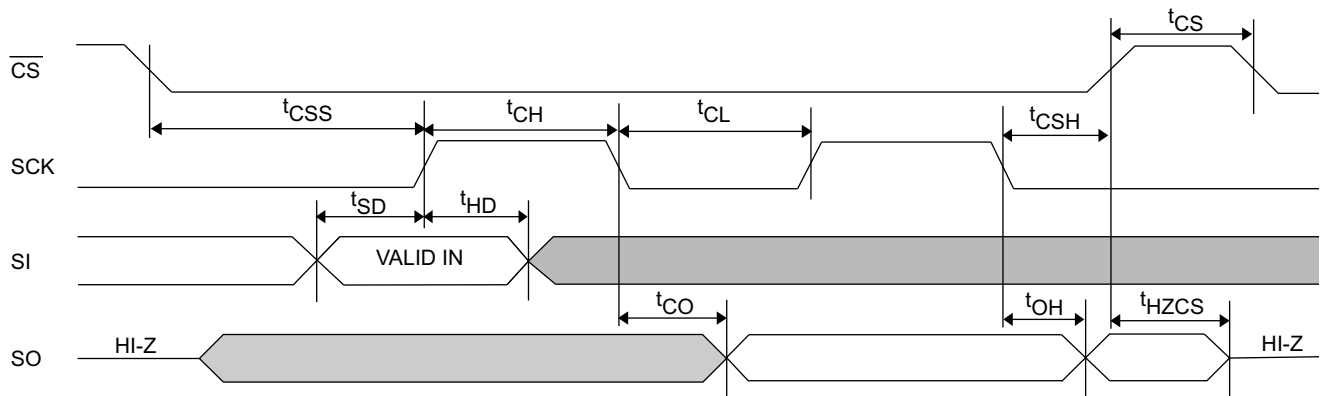 tCS
CS
tCSS
tCH
tCL
tCSH
SCK
tSD
tHD
SI
VALID IN
tCO
tOH
tHZCS
SO
HI-Z
HI-Z